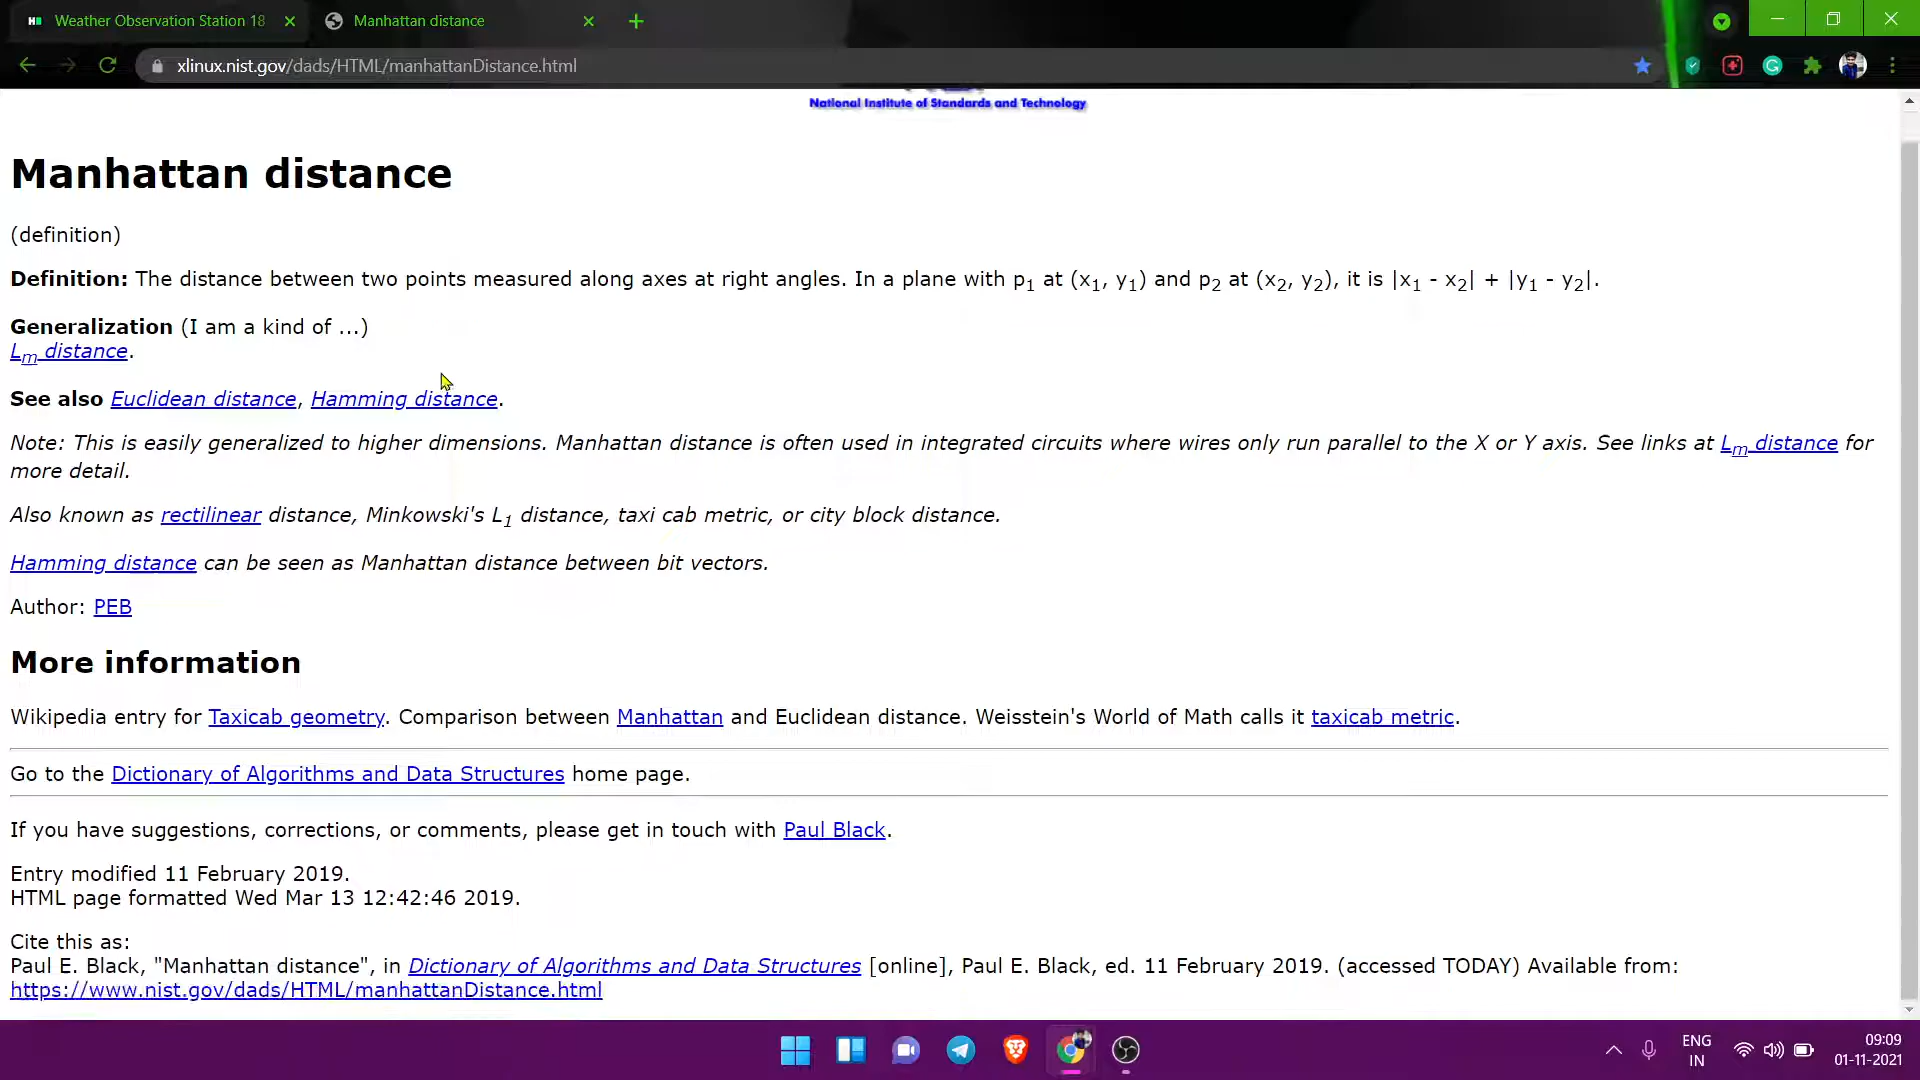 Weather Observation Station 18
Manhattan distance
xlinux.nist.gov/dads/HTML/manhattanDistance.html
National Institute of Standards and Technology
Manhattan distance
(definition)
Definition: The distance between two points measured along axes at right angles. In a plane with p1 at (x1, y1) and p2 at (x2, y2), it is |x1 - x2| + |y1 - y2|.
Generalization (I am a kind of ...)
Lm distance.
See also Euclidean distance, Hamming distance.
Note: This is easily generalized to higher dimensions. Manhattan distance is often used in integrated circuits where wires only run parallel to the X or Y axis. See links at Lm distance for
more detail.
Also known as rectilinear distance, Minkowski's L1 distance, taxi cab metric, or city block distance.
Hamming distance can be seen as Manhattan distance between bit vectors.
Author: PEB
More information
Wikipedia entry for Taxicab geometry. Comparison between Manhattan and Euclidean distance. Weisstein's World of Math calls it taxicab metric.
Go to the Dictionary of Algorithms and Data Structures home page.
If you have suggestions, corrections, or comments, please get in touch with Paul Black.
Entry modified 11 February 2019.
HTML page formatted Wed Mar 13 12:42:46 2019.
Cite this as:
Paul E. Black, "Manhattan distance", in Dictionary of Algorithms and Data Structures [online], Paul E. Black, ed. 11 February 2019. (accessed TODAY) Available from:
https://www.nist.gov/dads/HTML/manhattanDistance.html
ENG
IN
09:09
01-11-2021